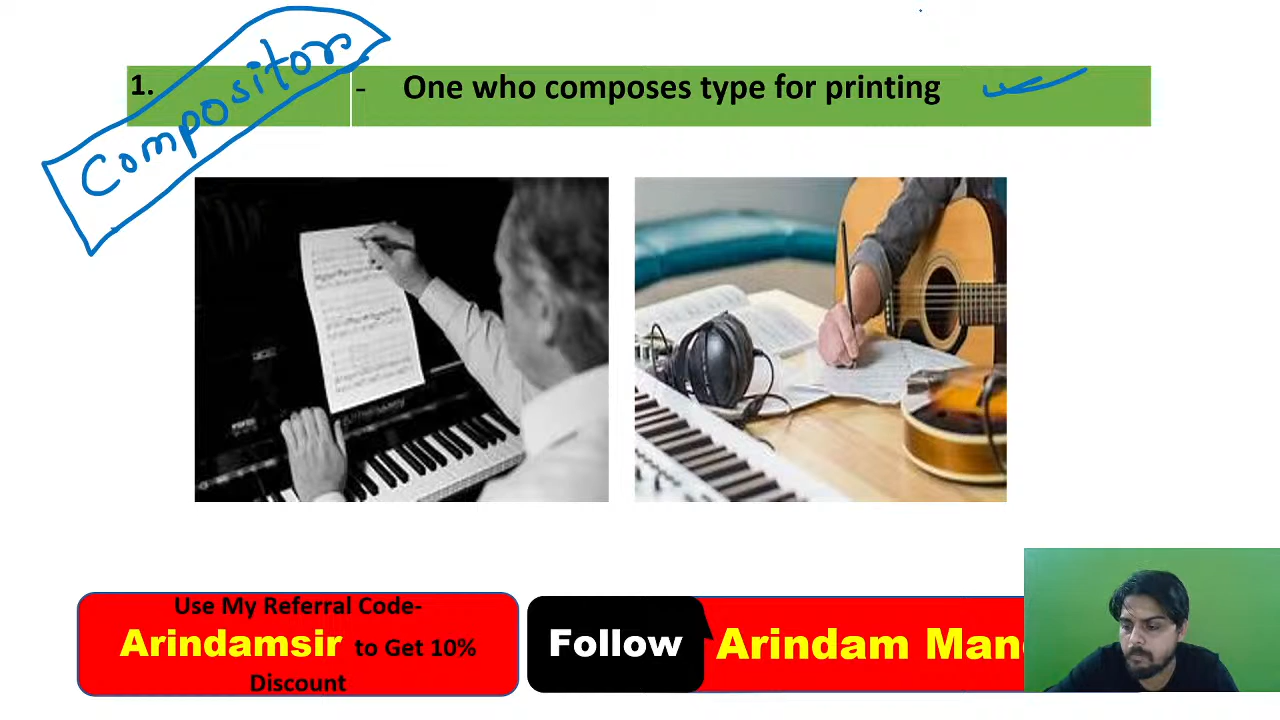 Compositor
1. - One who composes type for printing
Use My Referral Code-
Arindamsir to Get 10%
Discount
Follow
Arindam Man